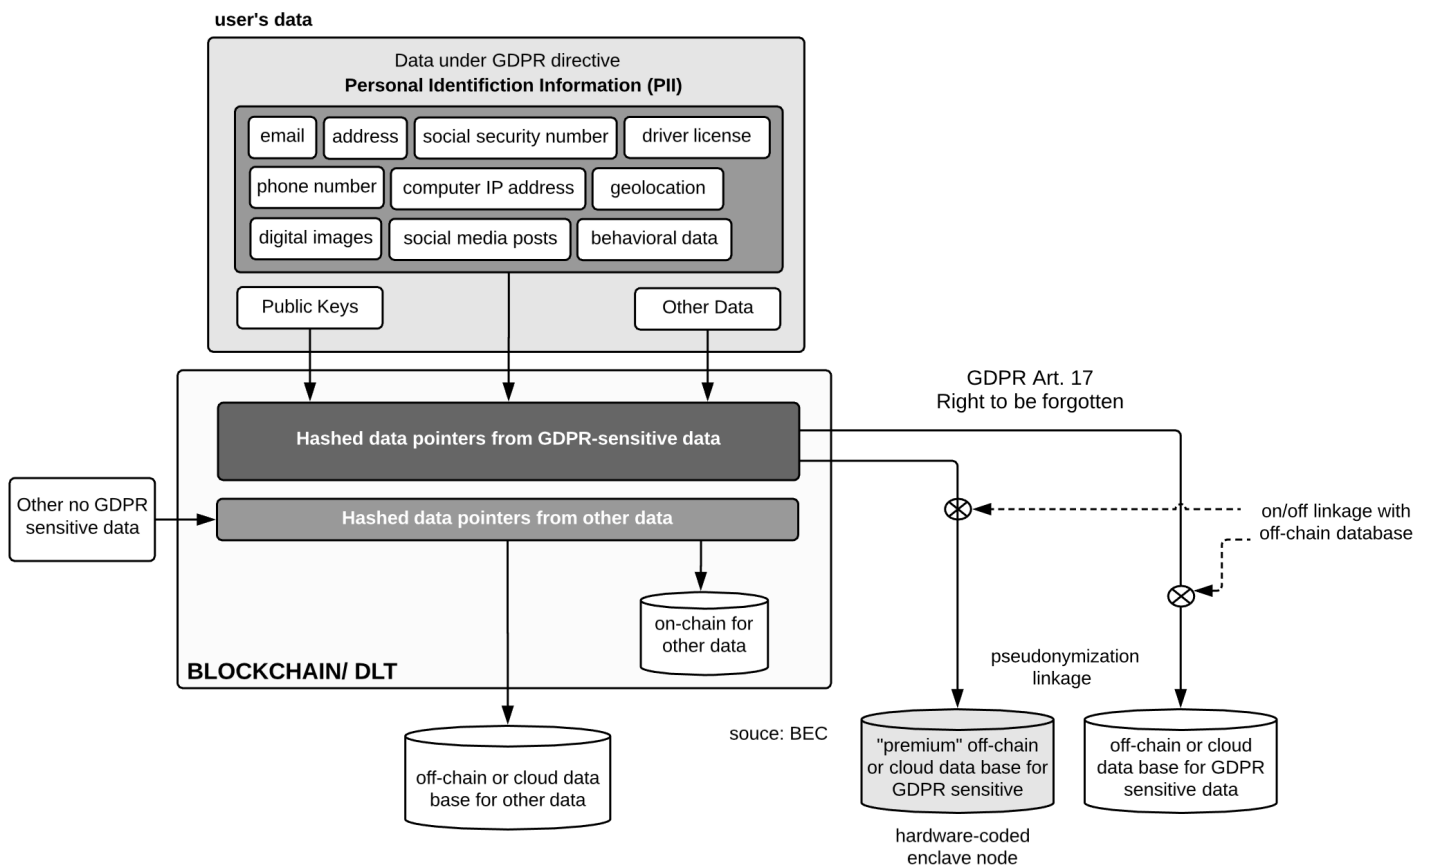 user's data
Data under GDPR directive
Personal Identifiction Information (PII)
email
address
social security number
driver license
phone number
computer IP address
geolocation
digital images
social media posts
behavioral data
Public Keys
Other Data
GDPR Art. 17
Right to be forgotten
Hashed data pointers from GDPR-sensitive data
Other no GDPR
sensitive data
Hashed data pointers from other data
on/off linkage with
off-chain database
on-chain for
other data
BLOCKCHAIN/ DLT
pseudonymization
linkage
souce: BEC
off-chain or cloud data
base for other data
"premium" off-chain
or cloud data base for
GDPR sensitive
off-chain or cloud
data base for GDPR
sensitive data
hardware-coded
enclave node